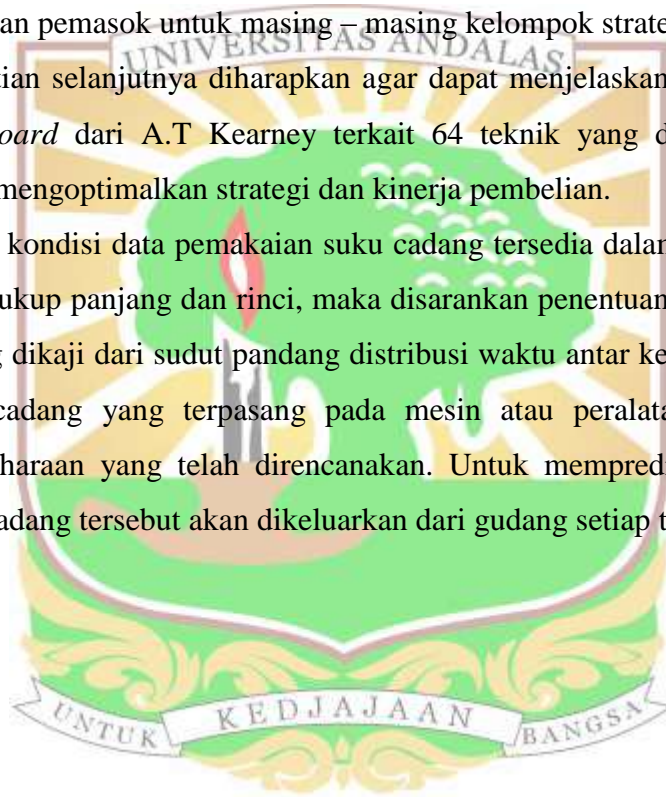 an pemasok untuk masing – masing kelompok strate
UNIVERSITAS ANDALAS
tian selanjutnya diharapkan agar dapat menjelaskan
oard dari A.T Kearney terkait 64 teknik yang d
mengoptimalkan strategi dan kinerja pembelian.
kondisi data pemakaian suku cadang tersedia dalam
ukup panjang dan rinci, maka disarankan penentuan
g dikaji dari sudut pandang distribusi waktu antar ke
cadang yang terpasang pada mesin atau peralata
haraan yang telah direncanakan. Untuk mempredi
adang tersebut akan dikeluarkan dari gudang setiap t
UNTUK KEDJAJAAN BANGSA